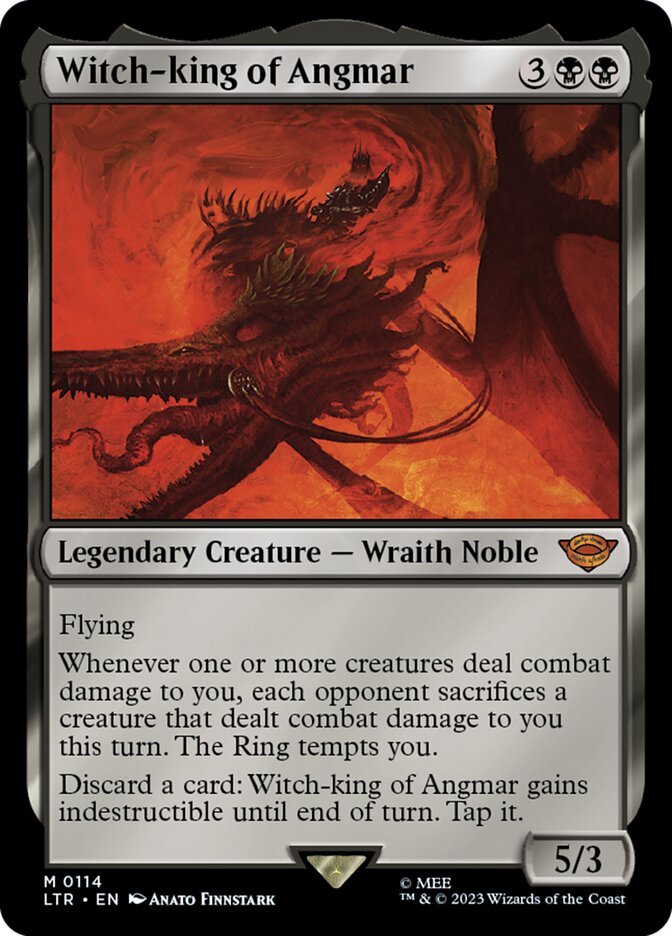 Witch-king of Angmar 3
Legendary Creature — Wraith Noble
Flying
Whenever one or more creatures deal combat
damage to you, each opponent sacrifices a
creature that dealt combat damage to you
this turn. The Ring tempts you.
Discard a card: Witch-king of Angmar gains
indestructible until end of turn. Tap it.
5/3
M 0114
LTR • EN Anato Finnstark
© MEE
™ & © 2023 Wizards of the Coast